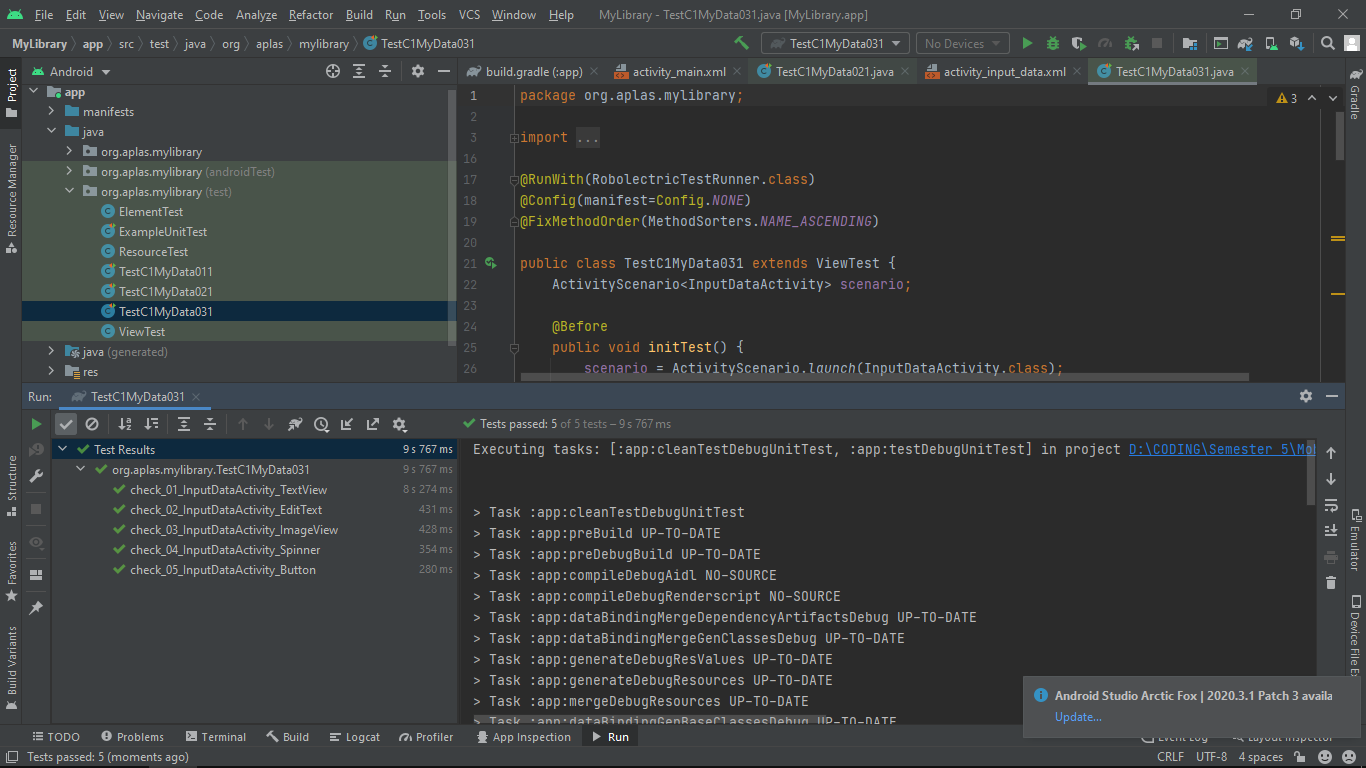 File Edit View Navigate Code Analyze Refactor Build Run Tools VCS Window Help MyLibrary - TestC1MyData031.java [MyLibrary.app]
MyLibrary app src test java org aplas mylibrary TestC1MyData031 TestC1MyData031 No Devices
Project
Android
build.gradle (:app) activity_main.xml TestC1MyData021.java activity_input_data.xml TestC1MyData031.java
Gradle
app
manifests
java
org.aplas.mylibrary
org.aplas.mylibrary (androidTest)
org.aplas.mylibrary (test)
ElementTest
ExampleUnitTest
ResourceTest
TestC1MyData011
TestC1MyData021
TestC1MyData031
ViewTest
java (generated)
res
Resource Manager
1 package org.aplas.mylibrary; 3
2
3 import ...
16
17 @RunWith(RobolectricTestRunner.class)
18 @Config(manifest=Config.NONE)
19 @FixMethodOrder(MethodSorters.NAME_ASCENDING)
20
21 public class TestC1MyData031 extends ViewTest {
22 ActivityScenario<InputDataActivity> scenario;
23
24 @Before
25 public void initTest() {
26 scenario = ActivityScenario.launch(InputDataActivity.class);
Run: TestC1MyData031
Tests passed: 5 of 5 tests – 9 s 767 ms
Test Results 9 s 767 ms
org.aplas.mylibrary.TestC1MyData031 9 s 767 ms
check_01_InputDataActivity_TextView 8 s 274 ms
check_02_InputDataActivity_EditText 431 ms
check_03_InputDataActivity_ImageView 428 ms
check_04_InputDataActivity_Spinner 354 ms
check_05_InputDataActivity_Button 280 ms
Executing tasks: [:app:cleanTestDebugUnitTest, :app:testDebugUnitTest] in project D:\CODING\Semester 5\Mo
> Task :app:cleanTestDebugUnitTest
> Task :app:preBuild UP-TO-DATE
> Task :app:preDebugBuild UP-TO-DATE
> Task :app:compileDebugAidl NO-SOURCE
> Task :app:compileDebugRenderscript NO-SOURCE
> Task :app:dataBindingMergeDependencyArtifactsDebug UP-TO-DATE
> Task :app:dataBindingMergeGenClassesDebug UP-TO-DATE
> Task :app:generateDebugResValues UP-TO-DATE
> Task :app:generateDebugResources UP-TO-DATE
> Task :app:mergeDebugResources UP-TO-DATE
> Task :app:dataBindingGenBaseClassesDebug UP-TO-DATE
Structure
Favorites
Build Variants
Emulator
Device File Ex
Android Studio Arctic Fox | 2020.3.1 Patch 3 availa
Update...
TODO Problems Terminal Build Logcat Profiler App Inspection Run Event Log Layout Inspector
Tests passed: 5 (moments ago) CRLF UTF-8 4 spaces